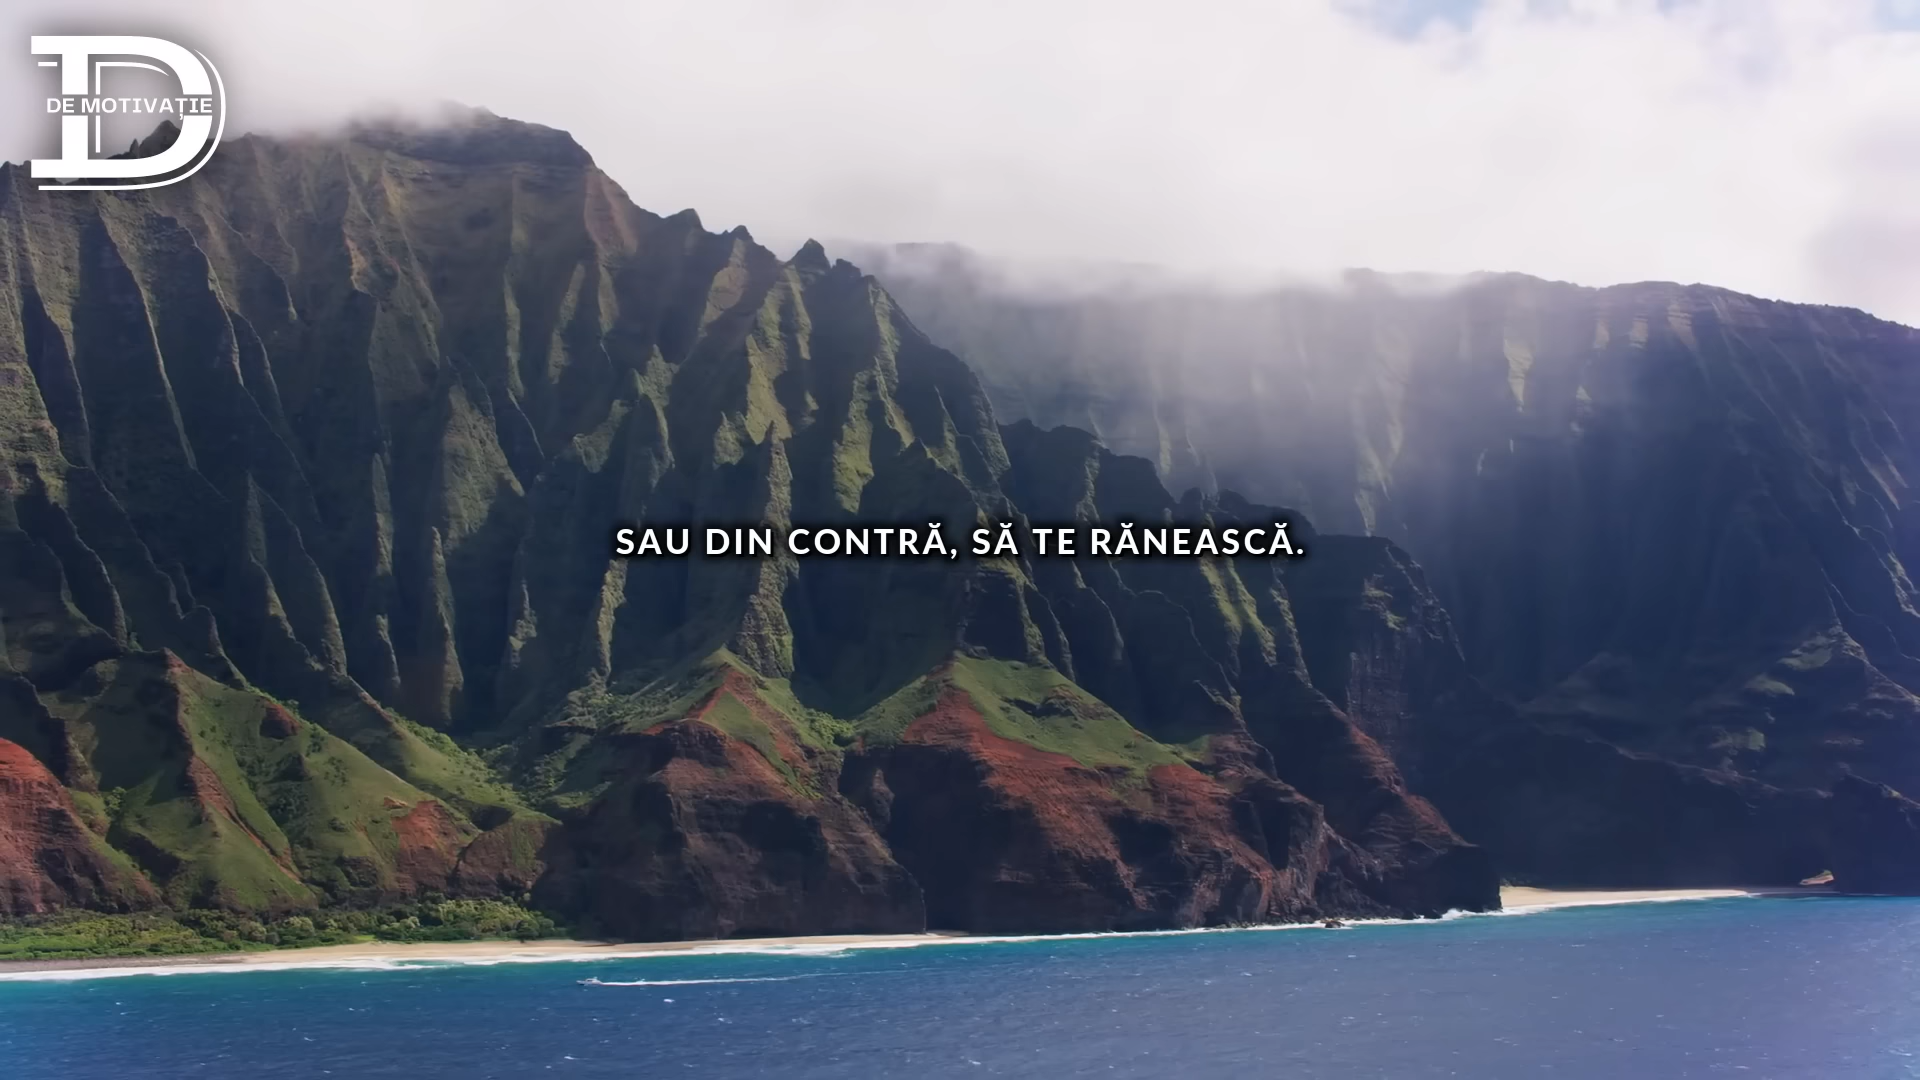 DE MOTIVAȚIE
SAU DIN CONTRĂ, SĂ TE RĂNEASCĂ.